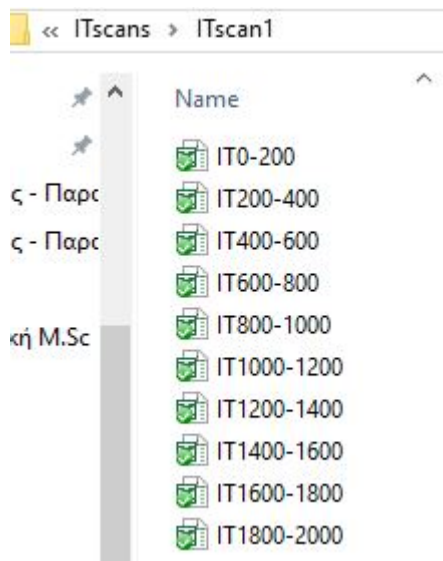 « ITscans > ITscan1
Name
IT0-200
ς - Παρο
IT200-400
ς - Παρο
IT400-600
IT600-800
κή M.Sc
IT800-1000
IT1000-1200
IT1200-1400
IT1400-1600
IT1600-1800
IT1800-2000